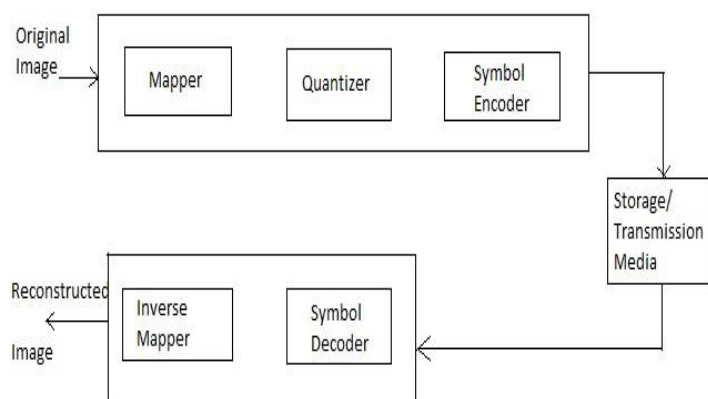 Original
Image
Mapper
Quantizer
Symbol
Encoder
Storage/
Transmission
Media
Reconstructed
Image
Inverse
Mapper
Symbol
Decoder